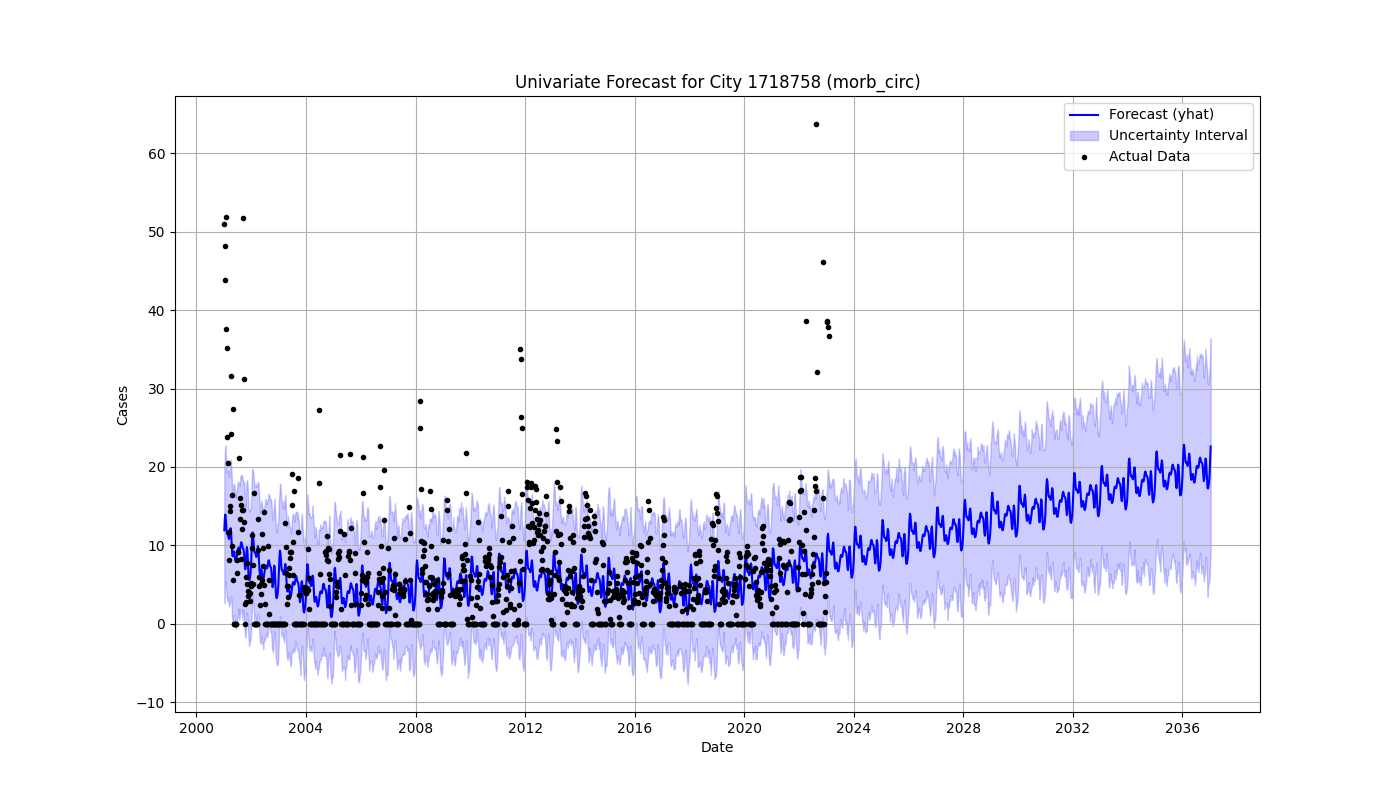 Univariate Forecast for City 1718758 (morb_circ)
Forecast (yhat)
Uncertainty Interval
Actual Data
Cases
60
50
40
30
20
10
0
−10
2000 2004 2008 2012 2016 2020 2024 2028 2032 2036
Date